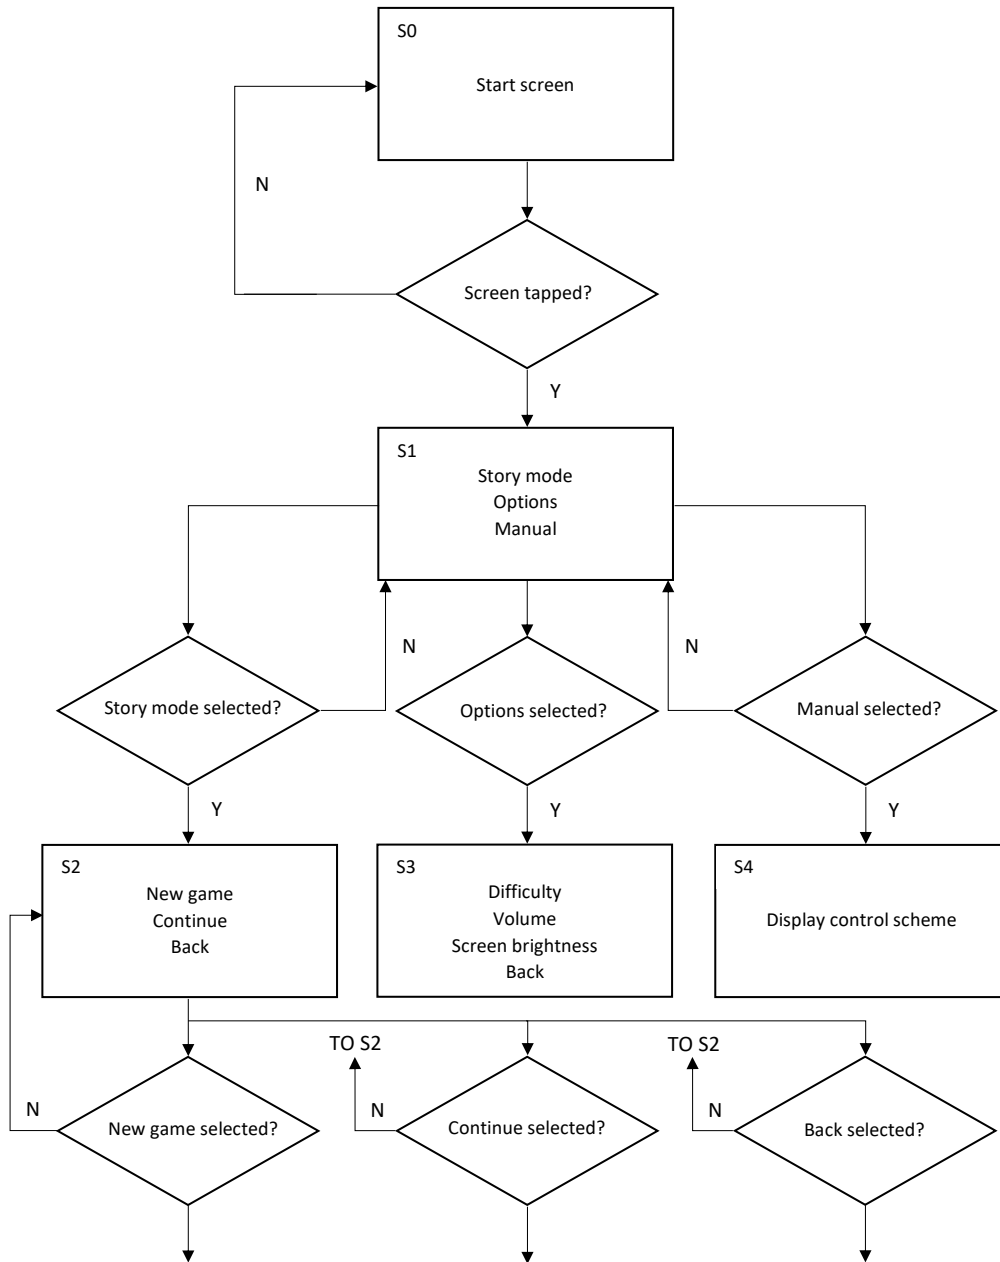 S0
Start screen
N
Screen tapped?
Y
S1
Story mode
Options
Manual
N
N
Story mode selected?
Options selected?
Manual selected?
Y
Y
Y
S2
New game
Continue
Back
S3
Difficulty
Volume
Screen brightness
Back
S4
Display control scheme
TO S2
TO S2
N
N
N
New game selected?
Continue selected?
Back selected?